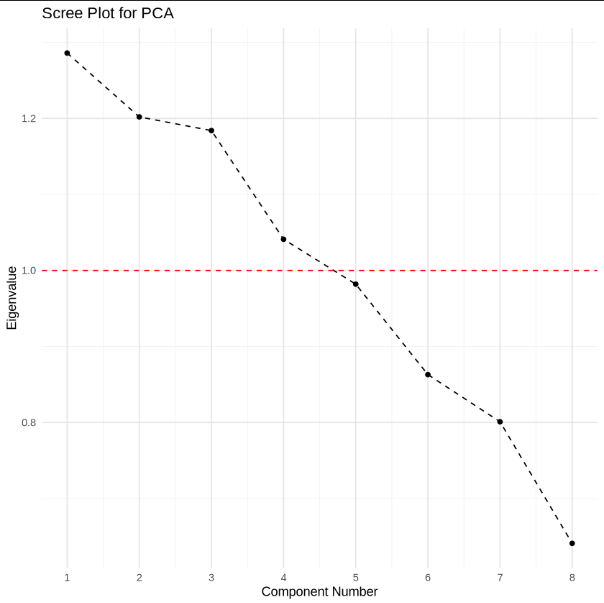 Scree Plot for PCA
Eigenvalue
1.2
1.0
0.8
1 2 3 4 5 6 7 8
Component Number